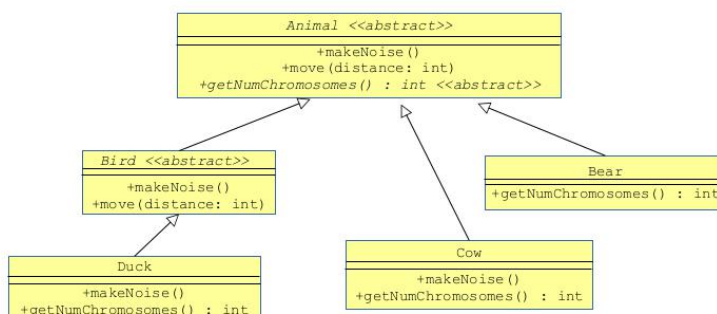 Animal <<abstract>>
+makeNoise()
+move(distance: int)
+getNumChromosomes() : int <<abstract>>
Bird <<abstract>>
+makeNoise()
+move(distance: int)
Bear
+getNumChromosomes() : int
Duck
+makeNoise()
+getNumChromosomes() : int
Cow
+makeNoise()
+getNumChromosomes() : int